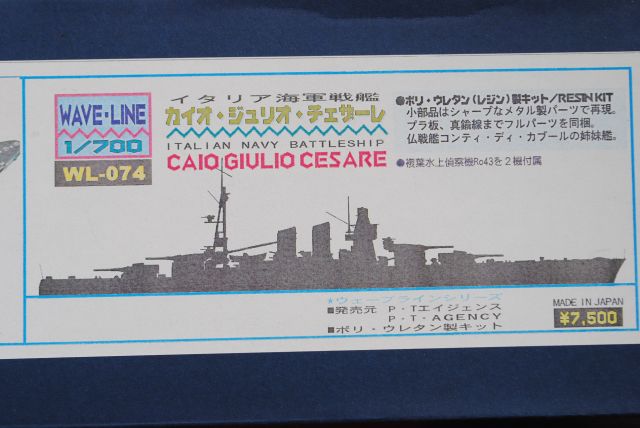 WAVE・LINE
1/700
WL-074
イタリア海軍戦艦
カイオ・ジュリオ・チェザーレ
ITALIAN NAVY BATTLESHIP
CAIO GIULIO CESARE
●ポリ・ウレタン(レジン)製キット/RESIN KIT
小部品はシャープなメタル製パーツで再現。
プラ板、真鍮線までフルパーツを同梱。
仏戦艦コンティ・ディ・カブールの姉妹艦。
●複葉水上偵察機Ro43を2機付属
★ウェーブラインシリーズ
■発売元 P・Tエイジェンス
P・T・AGENCY
■ポリ・ウレタン製キット
MADE IN JAPAN
¥7,500